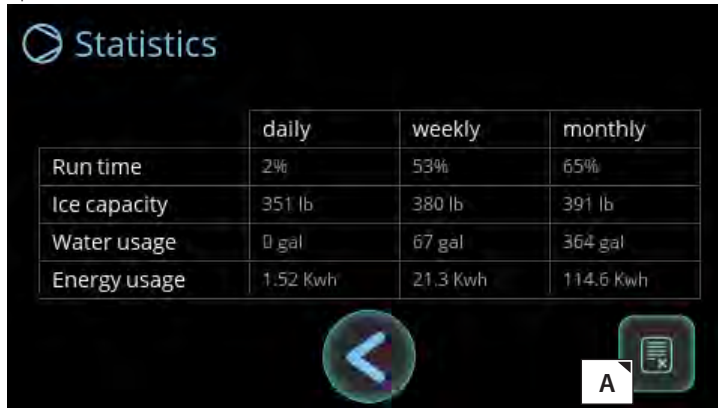 Statistics
daily weekly monthly
Run time 2% 53% 65%
Ice capacity 351 lb 380 lb 391 lb
Water usage 0 gal 67 gal 364 gal
Energy usage 1.52 Kwh 21.3 Kwh 114.6 Kwh
A